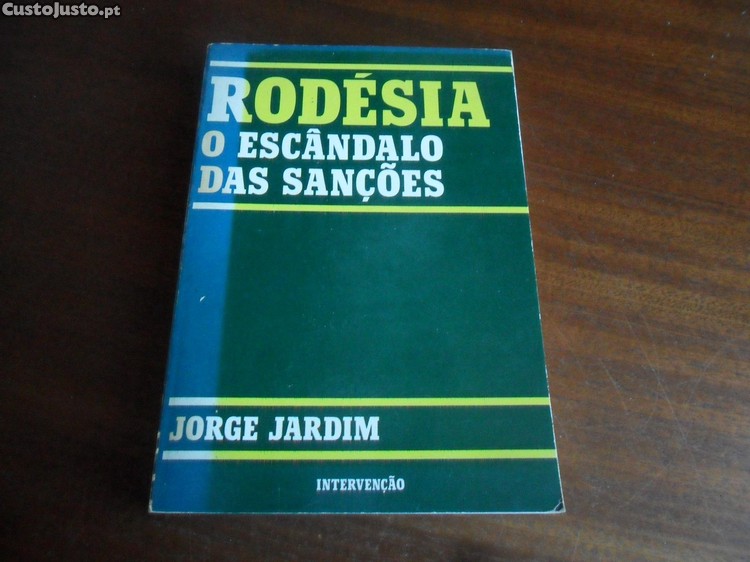 CustoJusto.pt
RODÉSIA
O ESCÂNDALO
DAS SANÇÕES
JORGE JARDIM
INTERVENÇÃO